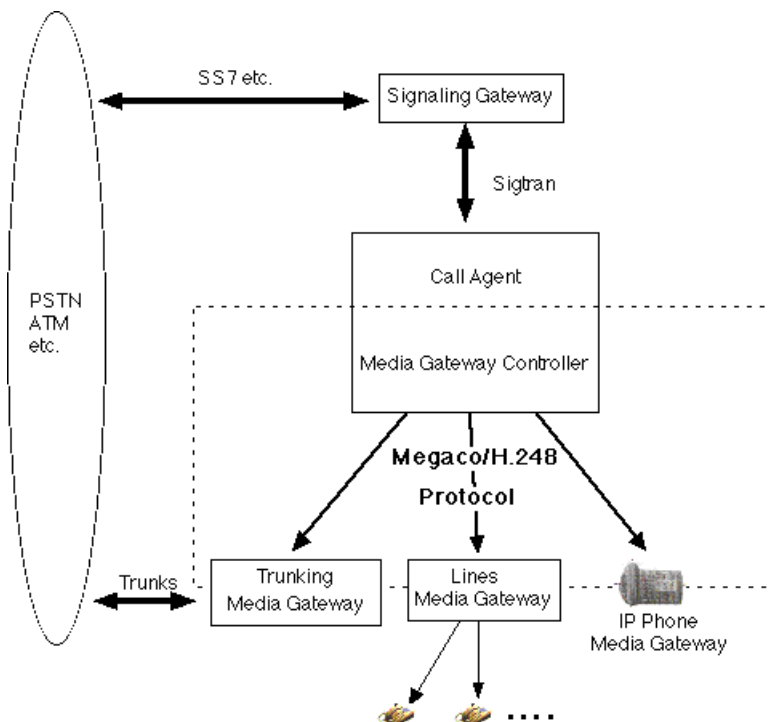 SS7 etc.
Signaling Gateway
Sigtran
Call Agent
PSTN
ATM
etc.
Media Gateway Controller
Megaco/H.248
Protocol
Trunks
Trunking
Media Gateway
Lines
Media Gateway
IP Phone
Media Gateway
....